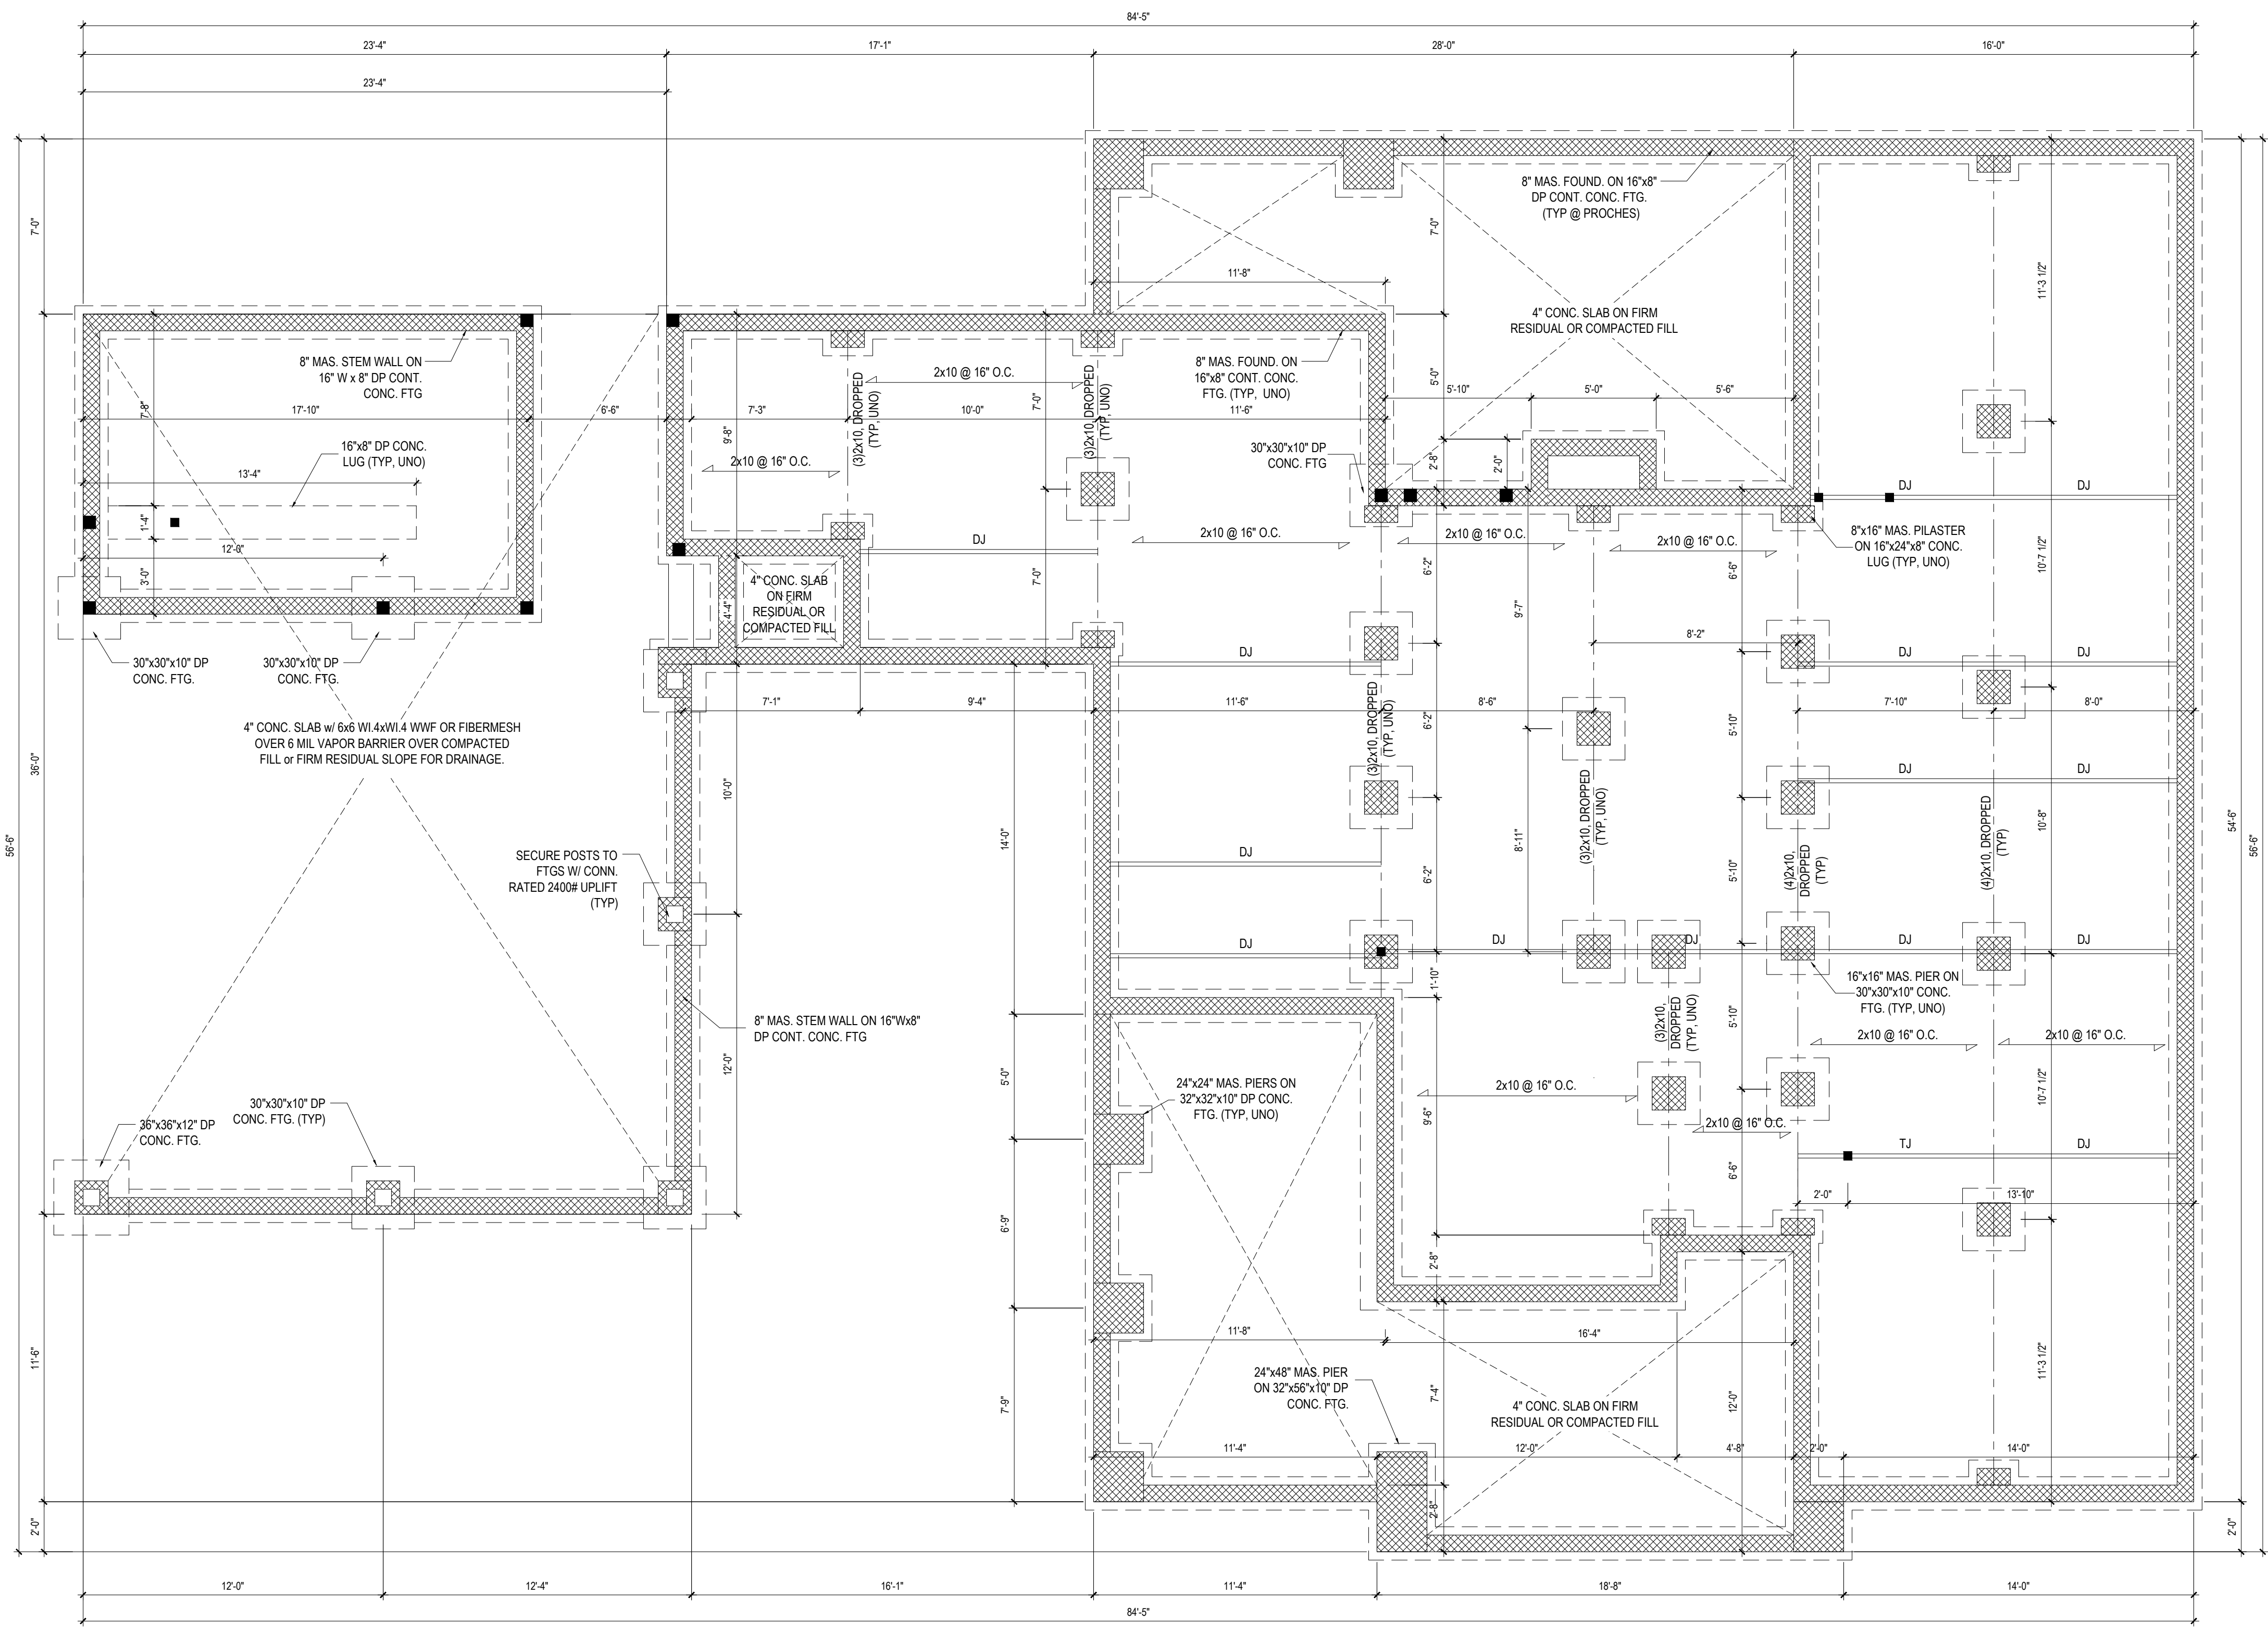 84'-5"
23'-4"
17'-1"
28'-0"
16'-0"
23'-4"
7'-0"
36'-0"
56'-6"
11'-6"
2'-0"
8" MAS. STEM WALL ON
16" W x 8" DP CONT.
CONC. FTG
7'-8"
17'-10"
6'-6"
16"x8" DP CONC.
LUG (TYP, UNO)
13'-4"
1'-4"
12'-0"
3'-0"
30"x30"x10" DP
CONC. FTG.
30"x30"x10" DP
CONC. FTG.
4" CONC. SLAB w/ 6x6 WI.4xWI.4 WWF OR FIBERMESH
OVER 6 MIL VAPOR BARRIER OVER COMPACTED
FILL or FIRM RESIDUAL SLOPE FOR DRAINAGE.
SECURE POSTS TO
FTGS W/ CONN.
RATED 2400# UPLIFT
(TYP)
8" MAS. STEM WALL ON 16"Wx8"
DP CONT. CONC. FTG
36"x36"x12" DP
CONC. FTG.
30"x30"x10" DP
CONC. FTG. (TYP)
10'-0"
12'-0"
7'-3"
9'-8"
10'-0"
11'-6"
2x10 @ 16" O.C.
(3)2x10, DROPPED
(TYP, UNO)
2x10 @ 16" O.C.
7'-0"
(3)2x10, DROPPED
(TYP, UNO)
8" MAS. FOUND. ON
16"x8" CONT. CONC.
FTG. (TYP, UNO)
30"x30"x10" DP
CONC. FTG
DJ
7'-0"
4" CONC. SLAB
ON FIRM
RESIDUAL OR
COMPACTED FILL
4'-4"
7'-1"
9'-4"
11'-6"
8'-6"
11'-8"
7'-0"
5'-0"
8" MAS. FOUND. ON 16"x8"
DP CONT. CONC. FTG.
(TYP @ PROCHES)
4" CONC. SLAB ON FIRM
RESIDUAL OR COMPACTED FILL
5'-10"
5'-0"
5'-6"
2'-8"
2'-0"
2x10 @ 16" O.C.
2x10 @ 16" O.C.
2x10 @ 16" O.C.
6'-2"
6'-2"
6'-2"
1'-10"
9'-7"
8'-11"
8'-2"
6'-6"
5'-10"
5'-10"
5'-10"
6'-6"
DJ
DJ
DJ
DJ
DJ
(3)2x10, DROPPED
(TYP, UNO)
(3)2x10, DROPPED
(TYP, UNO)
(3)2x10,
DROPPED
(TYP, UNO)
(4)2x10,
DROPPED
(TYP)
(4)2x10, DROPPED
(TYP)
DJ
DJ
8"x16" MAS. PILASTER
ON 16"x24"x8" CONC.
LUG (TYP, UNO)
DJ
DJ
7'-10"
8'-0"
DJ
DJ
DJ
DJ
16"x16" MAS. PIER ON
30"x30"x10" CONC.
FTG. (TYP, UNO)
2x10 @ 16" O.C.
2x10 @ 16" O.C.
2x10 @ 16" O.C.
2x10 @ 16" O.C.
TJ
DJ
2'-0"
13'-10"
11'-3 1/2"
10'-7 1/2"
10'-8"
10'-7 1/2"
11'-3 1/2"
54'-6"
56'-6"
2'-0"
14'-0"
5'-0"
6'-9"
7'-9"
24"x24" MAS. PIERS ON
32"x32"x10" DP CONC.
FTG. (TYP, UNO)
9'-6"
2'-8"
11'-8"
16'-4"
24"x48" MAS. PIER
ON 32"x56"x10" DP
CONC. FTG.
7'-4"
2'-8"
4" CONC. SLAB ON FIRM
RESIDUAL OR COMPACTED FILL
12'-0"
11'-4"
12'-0"
4'-8"
2'-0"
14'-0"
12'-0"
12'-4"
16'-1"
11'-4"
18'-8"
14'-0"
84'-5"